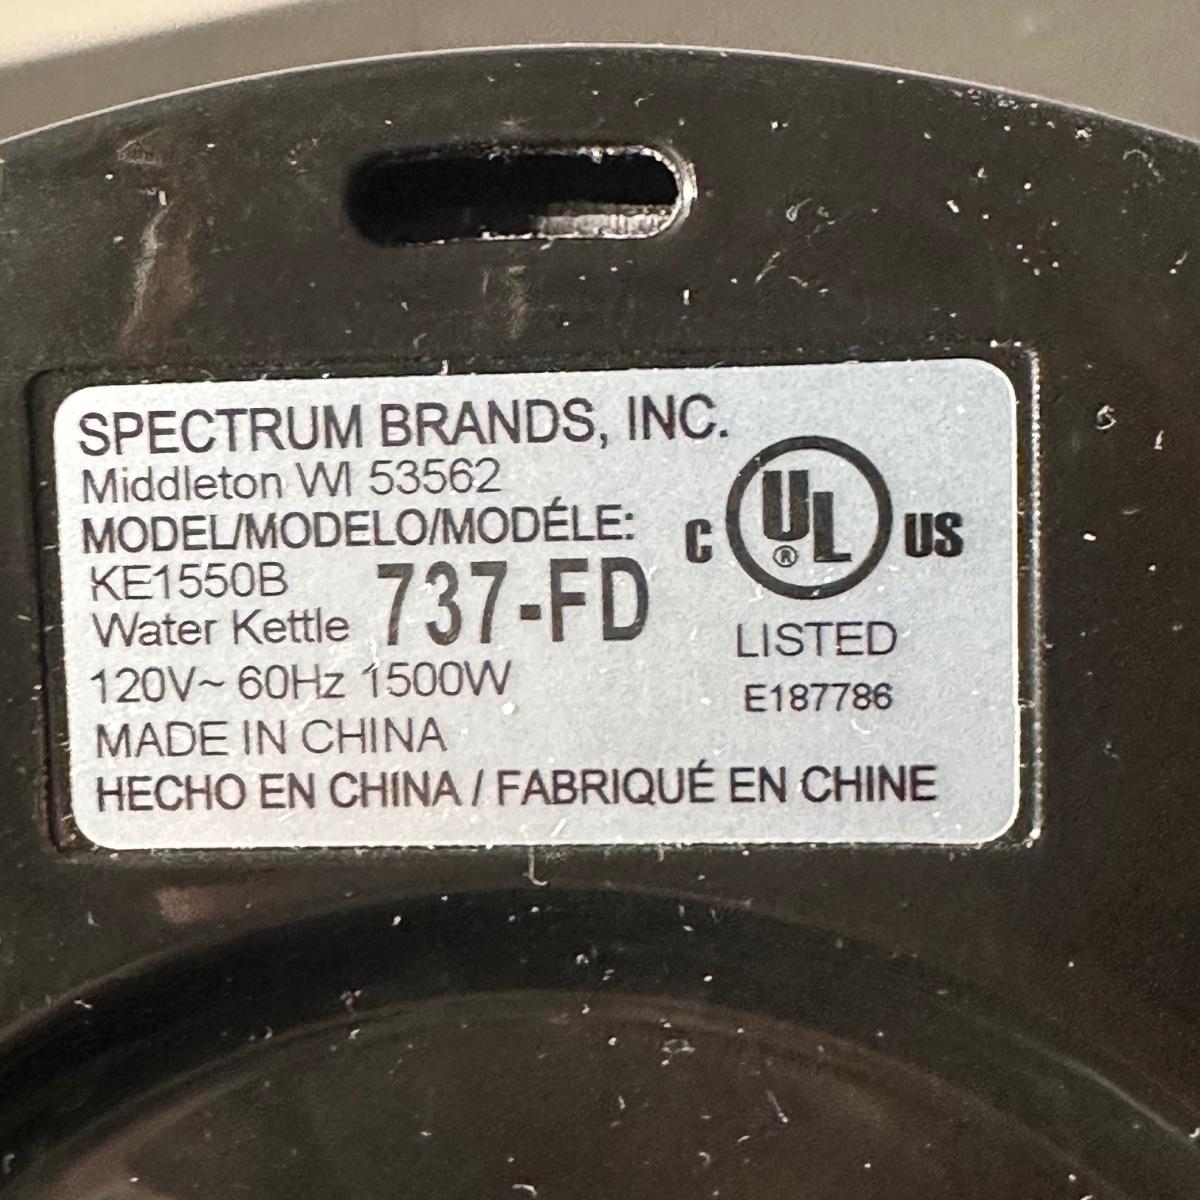 SPECTRUM BRANDS, INC.
Middleton WI 53562
MODEL/MODELO/MODÉLE:
KE1550B
Water Kettle
737-FD
120V~ 60Hz 1500W
MADE IN CHINA
HECHO EN CHINA / FABRIQUÉ EN CHINE
C UL ® US
LISTED
E187786